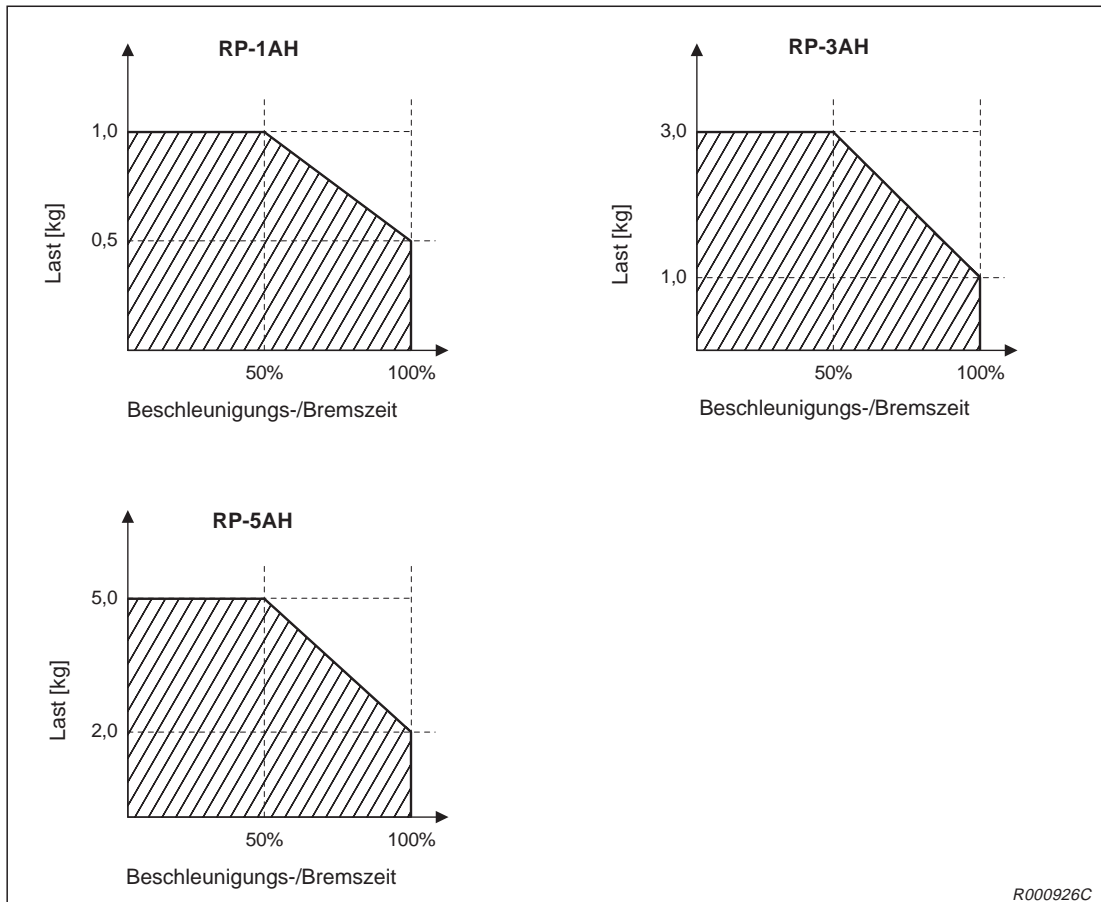 RP-1AH
Last [kg]
1,0
0,5
50%
100%
Beschleunigungs-/Bremszeit
RP-3AH
Last [kg]
3,0
1,0
50%
100%
Beschleunigungs-/Bremszeit
RP-5AH
Last [kg]
5,0
2,0
50%
100%
Beschleunigungs-/Bremszeit
R000926C